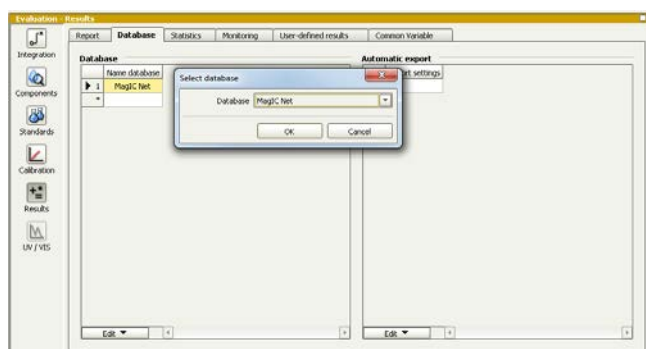 Evaluation - Results
Report Database Statistics Monitoring User-defined results Common Variable
Integration
Database
Automatic export
Name database
Select database
rt settings
1 MagIC Net
Database MagIC Net
*
Components
OK Cancel
Standards
Calibration
Results
UV / VIS
Edit Edit